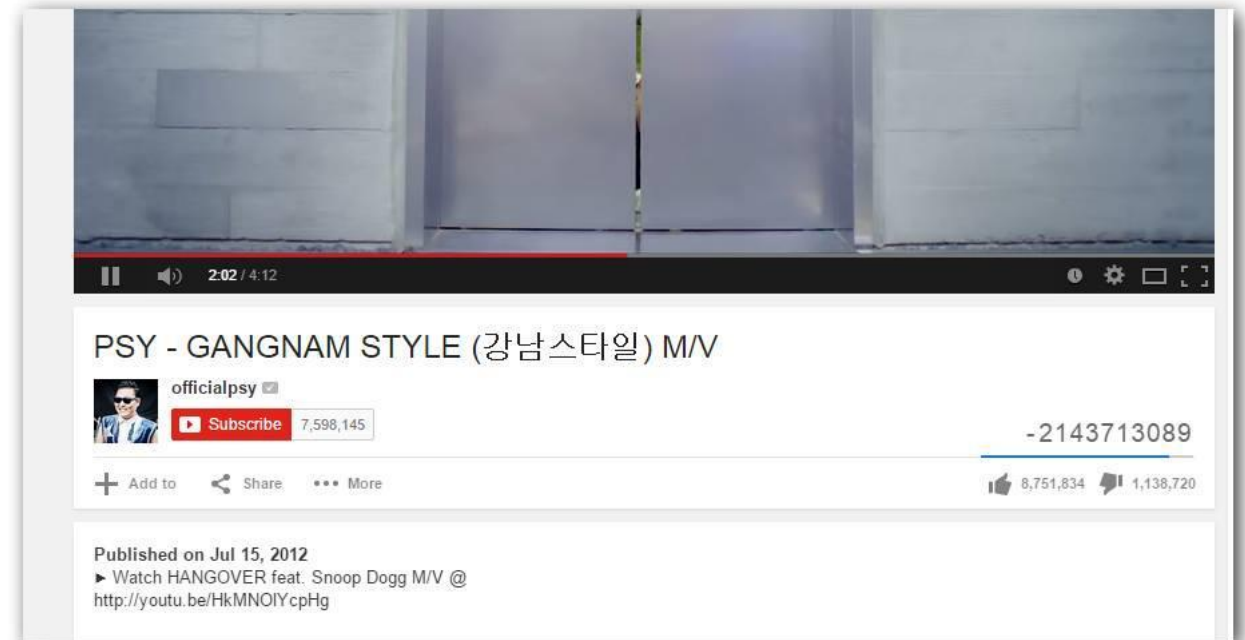 2:02 / 4:12
PSY - GANGNAM STYLE (강남스타일) M/V
officialpsy
Subscribe 7,598,145
-2143713089
Add to Share More
8,751,834 1,138,720
Published on Jul 15, 2012
► Watch HANGOVER feat. Snoop Dogg M/V @
http://youtu.be/HkMNOIYcpHg